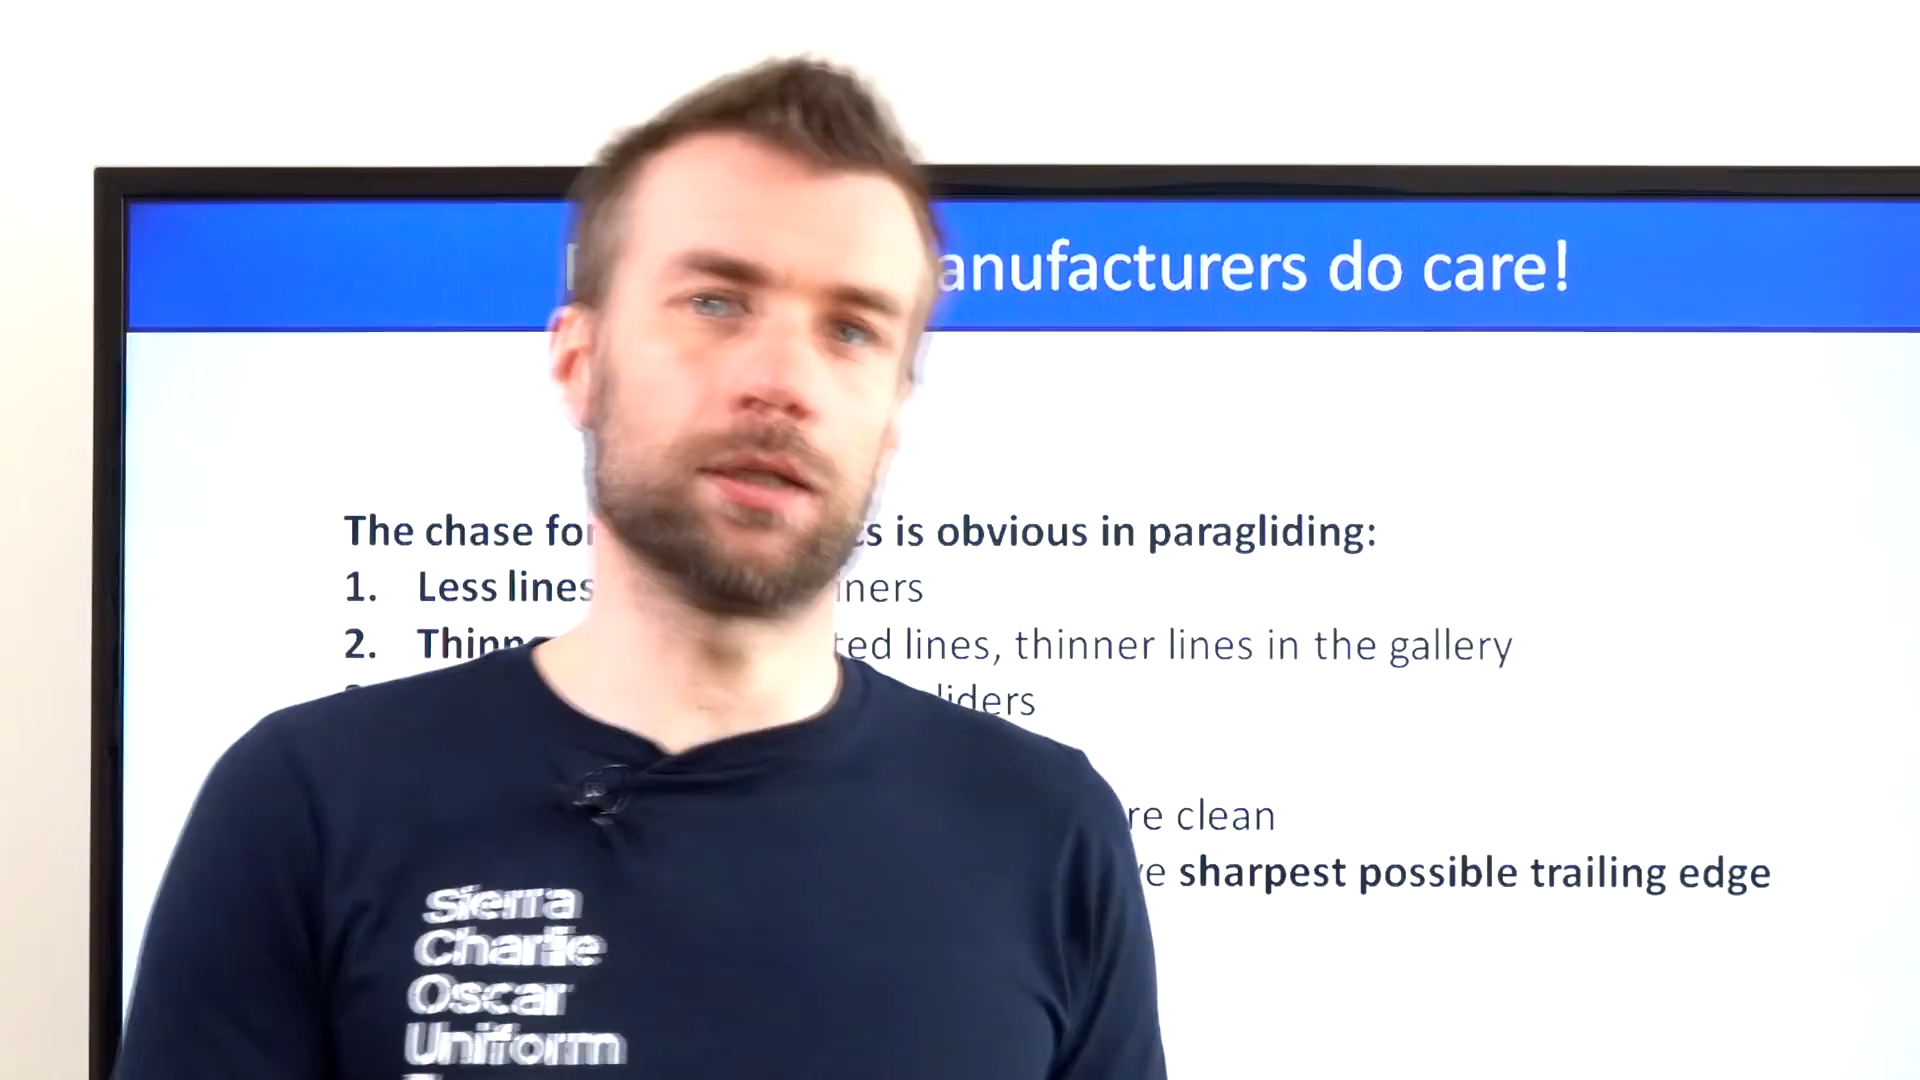 anufacturers do care!
The chase for is obvious in paragliding:
1. Less lines
2. Thinn ted lines, thinner lines in the gallery
liders
re clean
sharpest possible trailing edge
Sierra
Charlie
Oscar
Uniform